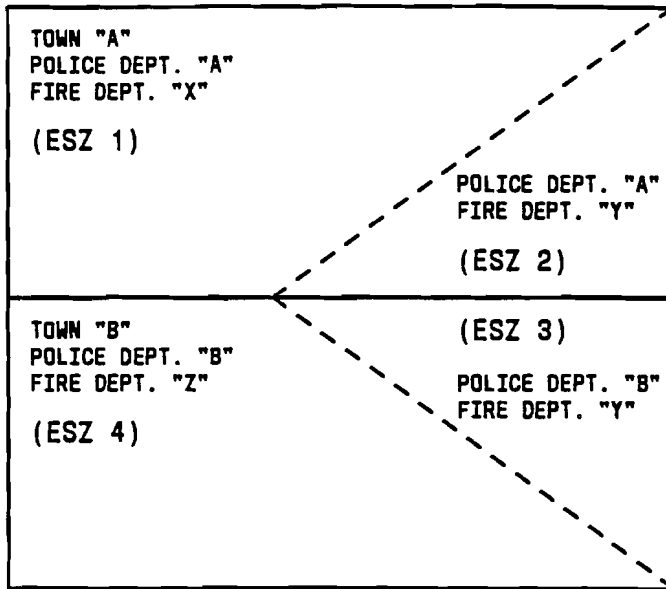 TOWN "A"
POLICE DEPT. "A"
FIRE DEPT. "X"
(ESZ 1)
POLICE DEPT. "A"
FIRE DEPT. "Y"
(ESZ 2)
TOWN "B"
POLICE DEPT. "B"
FIRE DEPT. "Z"
(ESZ 4)
(ESZ 3)
POLICE DEPT. "B"
FIRE DEPT. "Y"